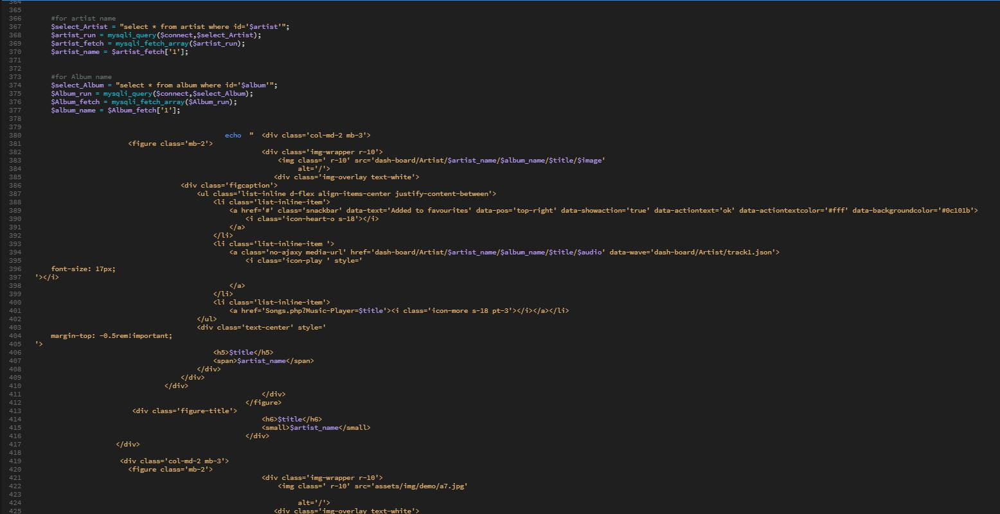 364
365
366 #for artist name
367 $select_Artist = "select * from artist where id='$artist'";
368 $artist_run = mysqli_query($connect,$select_Artist);
369 $artist_fetch = mysqli_fetch_array($artist_run);
370 $artist_name = $artist_fetch['1'];
371
372
373 #for Album name
374 $select_Album = "select * from album where id='$album'";
375 $Album_run = mysqli_query($connect,$select_Album);
376 $Album_fetch = mysqli_fetch_array($Album_run);
377 $album_name = $Album_fetch['1'];
378
379
380 echo " <div class='col-md-2 mb-3'>
381 <figure class='mb-2'>
382 <div class='img-wrapper r-10'>
383 <img class=' r-10' src='dash-board/Artist/$artist_name/$album_name/$title/$image'
384 alt='/'>
385 <div class='img-overlay text-white'>
386 <div class='figcaption'>
387 <ul class='list-inline d-flex align-items-center justify-content-between'>
388 <li class='list-inline-item'>
389 <a href='#' class='snackbar' data-text='Added to favourites' data-pos='top-right' data-showaction='true' data-actiontext='ok' data-actiontextcolor='#fff' data-backgroundcolor='#0c101b'>
390 <i class='icon-heart-o s-18'></i>
391 </a>
392 </li>
393 <li class='list-inline-item '>
394 <a class='no-ajaxy media-url' href='dash-board/Artist/$artist_name/$album_name/$title/$audio' data-wave='dash-board/Artist/track1.json'>
395 <i class='icon-play ' style='
396 font-size: 17px;
397 '></i>
398 </a>
399 </li>
400 <li class='list-inline-item'>
401 <a href='Songs.php?Music-Player=$title'><i class='icon-more s-18 pt-3'></i></a></li>
402 </ul>
403 <div class='text-center' style='
404 margin-top: -0.5rem!important;
405 '>
406 <h5>$title</h5>
407 <span>$artist_name</span>
408 </div>
409 </div>
410 </div>
411 </div>
412 </figure>
413 <div class='figure-title'>
414 <h6>$title</h6>
415 <small>$artist_name</small>
416 </div>
417 </div>
418
419 <div class='col-md-2 mb-3'>
420 <figure class='mb-2'>
421 <div class='img-wrapper r-10'>
422 <img class=' r-10' src='assets/img/demo/a7.jpg'
423
424 alt='/'>
425 <div class='img-overlay text-white'>